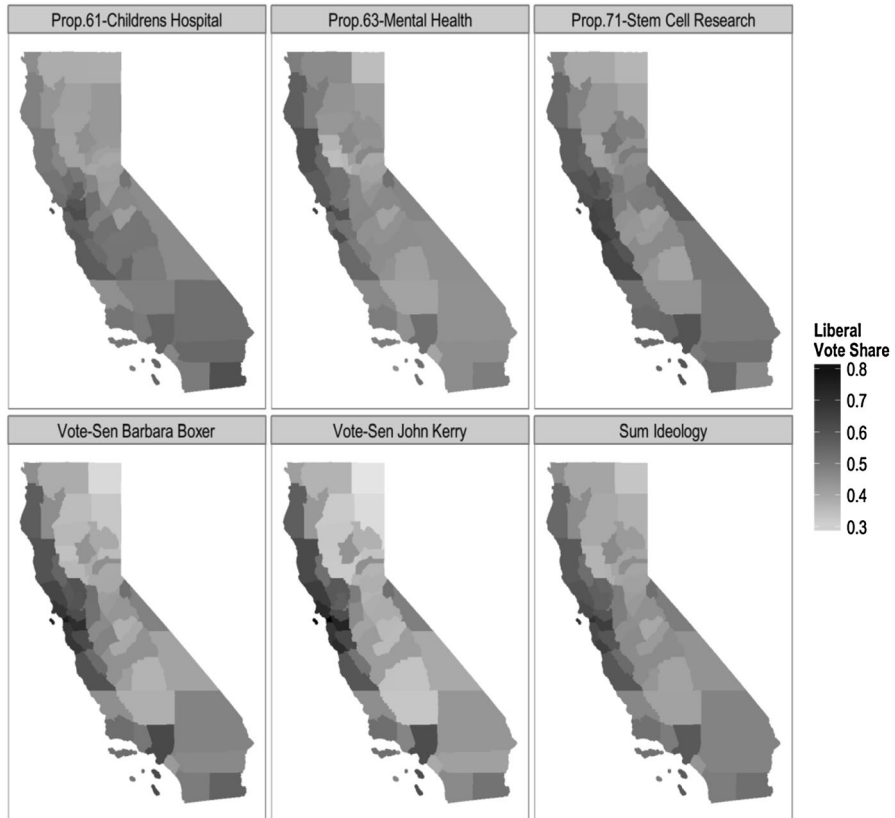 Prop.61-Childrens Hospital
Prop.63-Mental Health
Prop.71-Stem Cell Research
Liberal
Vote Share
0.8
0.7
0.6
0.5
0.4
0.3
Vote-Sen Barbara Boxer
Vote-Sen John Kerry
Sum Ideology